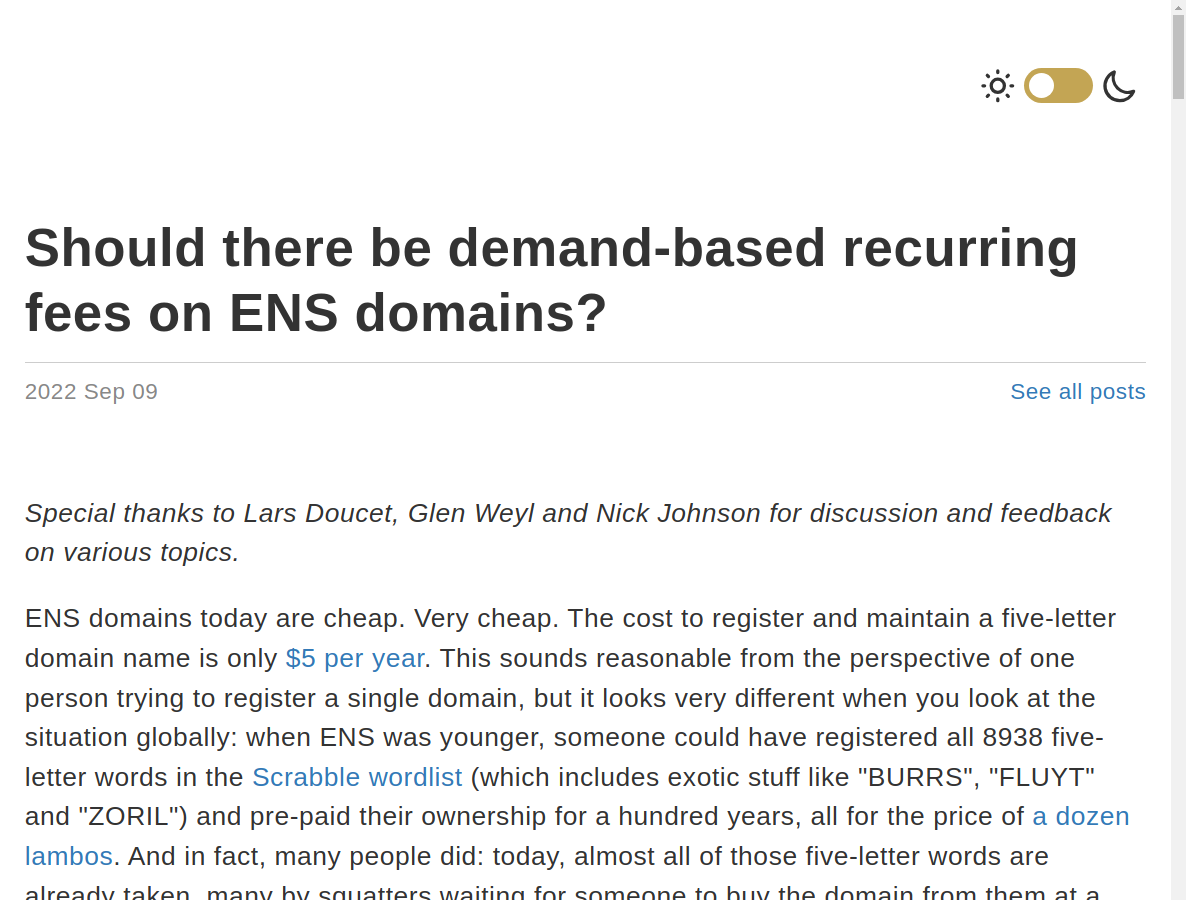 Should there be demand-based recurring
fees on ENS domains?
2022 Sep 09
See all posts
Special thanks to Lars Doucet, Glen Weyl and Nick Johnson for discussion and feedback
on various topics.
ENS domains today are cheap. Very cheap. The cost to register and maintain a five-letter
domain name is only $5 per year. This sounds reasonable from the perspective of one
person trying to register a single domain, but it looks very different when you look at the
situation globally: when ENS was younger, someone could have registered all 8938 five-
letter words in the Scrabble wordlist (which includes exotic stuff like "BURRS", "FLUYT"
and "ZORIL") and pre-paid their ownership for a hundred years, all for the price of a dozen
lambos. And in fact, many people did: today, almost all of those five-letter words are
already taken, many by squatters waiting for someone to buy the domain from them at a